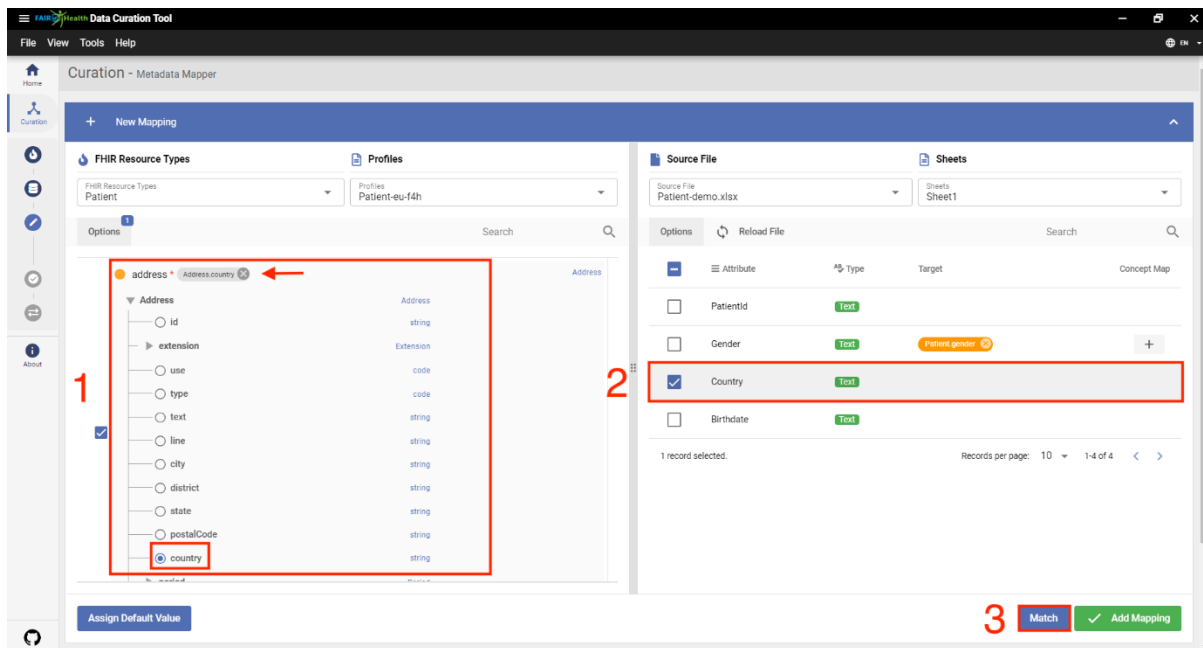 FAIR4Health Data Curation Tool
File View Tools Help
EN
Home
Curation - Metadata Mapper
Curation
+ New Mapping
FHIR Resource Types
Profiles
Source File
Sheets
FHIR Resource Types
Patient
Profiles
Patient-eu-f4h
Source File
Patient-demo.xlsx
Sheets
Sheet1
Options
1
Search
Options
Reload File
Search
address * Address.country
Address
Attribute
Type
Target
Concept Map
Address
Address
id
string
PatientId
Text
extension
Extension
Gender
Text
Patient.gender
+
use
code
1
2
Country
Text
type
code
text
string
Birthdate
Text
line
string
1 record selected.
Records per page: 10
1-4 of 4
city
string
district
string
state
string
postalCode
string
country
string
period
Period
About
Assign Default Value
3
Match
Add Mapping